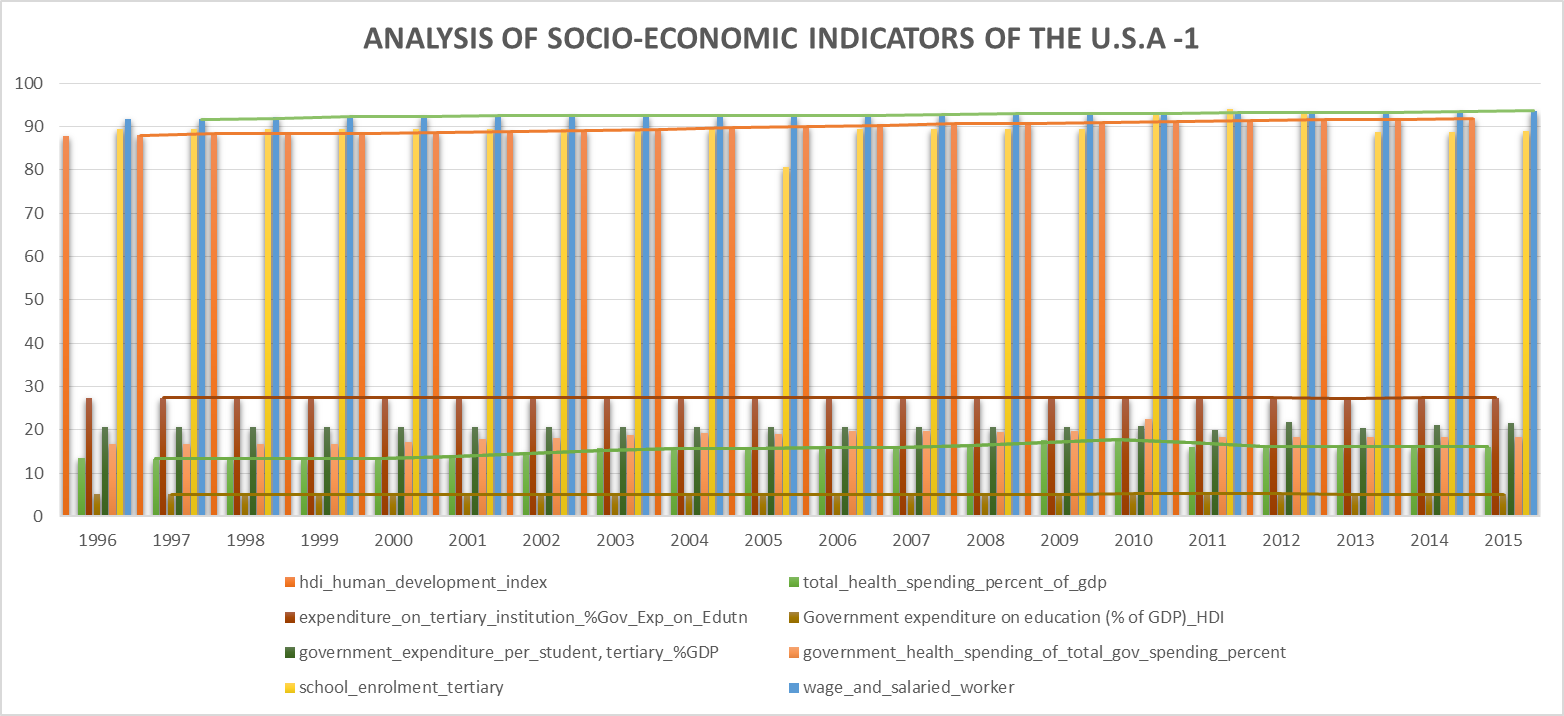 ANALYSIS OF SOCIO-ECONOMIC INDICATORS OF THE U.S.A -1
100
90
80
70
60
50
40
30
20
10
0
1996 1997 1998 1999 2000 2001 2002 2003 2004 2005 2006 2007 2008 2009 2010 2011 2012 2013 2014 2015
hdi_human_development_index total_health_spending_percent_of_gdp
expenditure_on_tertiary_institution_%Gov_Exp_on_Edutn Government expenditure on education (% of GDP)_HDI
government_expenditure_per_student, tertiary_%GDP government_health_spending_of_total_gov_spending_percent
school_enrolment_tertiary wage_and_salaried_worker